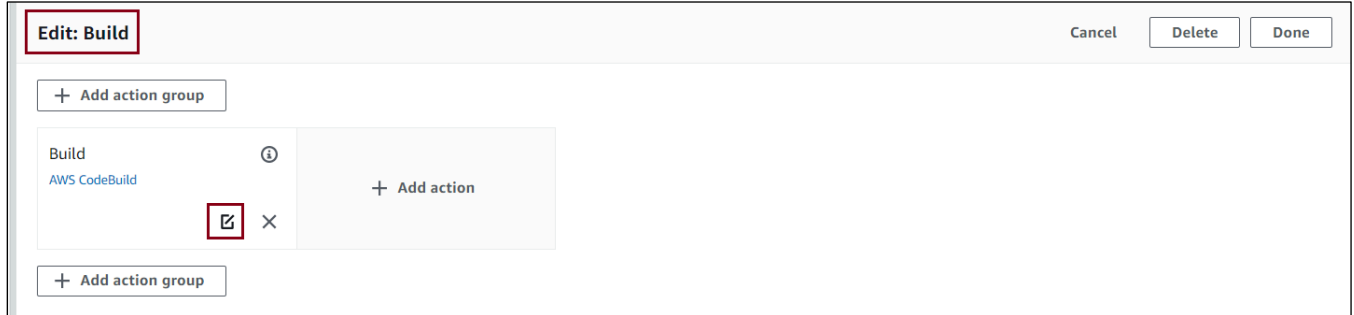 Edit: Build
Cancel
Delete
Done
+ Add action group
Build
AWS CodeBuild
+ Add action
+ Add action group